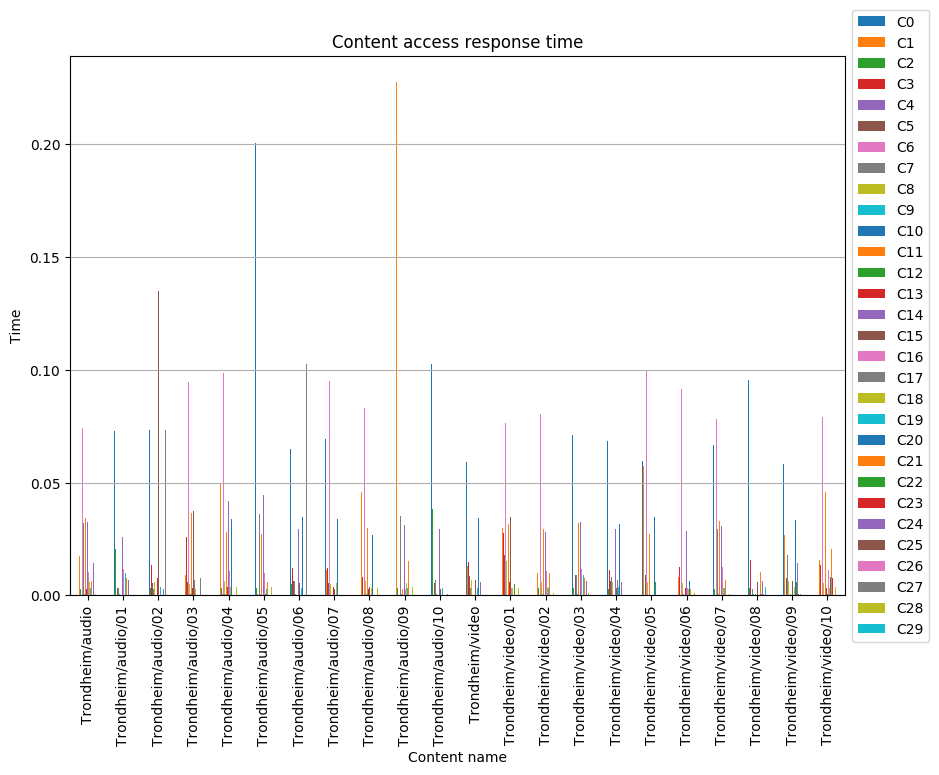 Content access response time
C0
C1
C2
C3
C4
C5
C6
C7
C8
C9
C10
C11
C12
C13
C14
C15
C16
C17
C18
C19
C20
C21
C22
C23
C24
C25
C26
C27
C28
C29
Time
0.20
0.15
0.10
0.05
0.00
Trondheim/audio
Trondheim/audio/01
Trondheim/audio/02
Trondheim/audio/03
Trondheim/audio/04
Trondheim/audio/05
Trondheim/audio/06
Trondheim/audio/07
Trondheim/audio/08
Trondheim/audio/09
Trondheim/audio/10
Trondheim/video
Trondheim/video/01
Trondheim/video/02
Trondheim/video/03
Trondheim/video/04
Trondheim/video/05
Trondheim/video/06
Trondheim/video/07
Trondheim/video/08
Trondheim/video/09
Trondheim/video/10
Content name